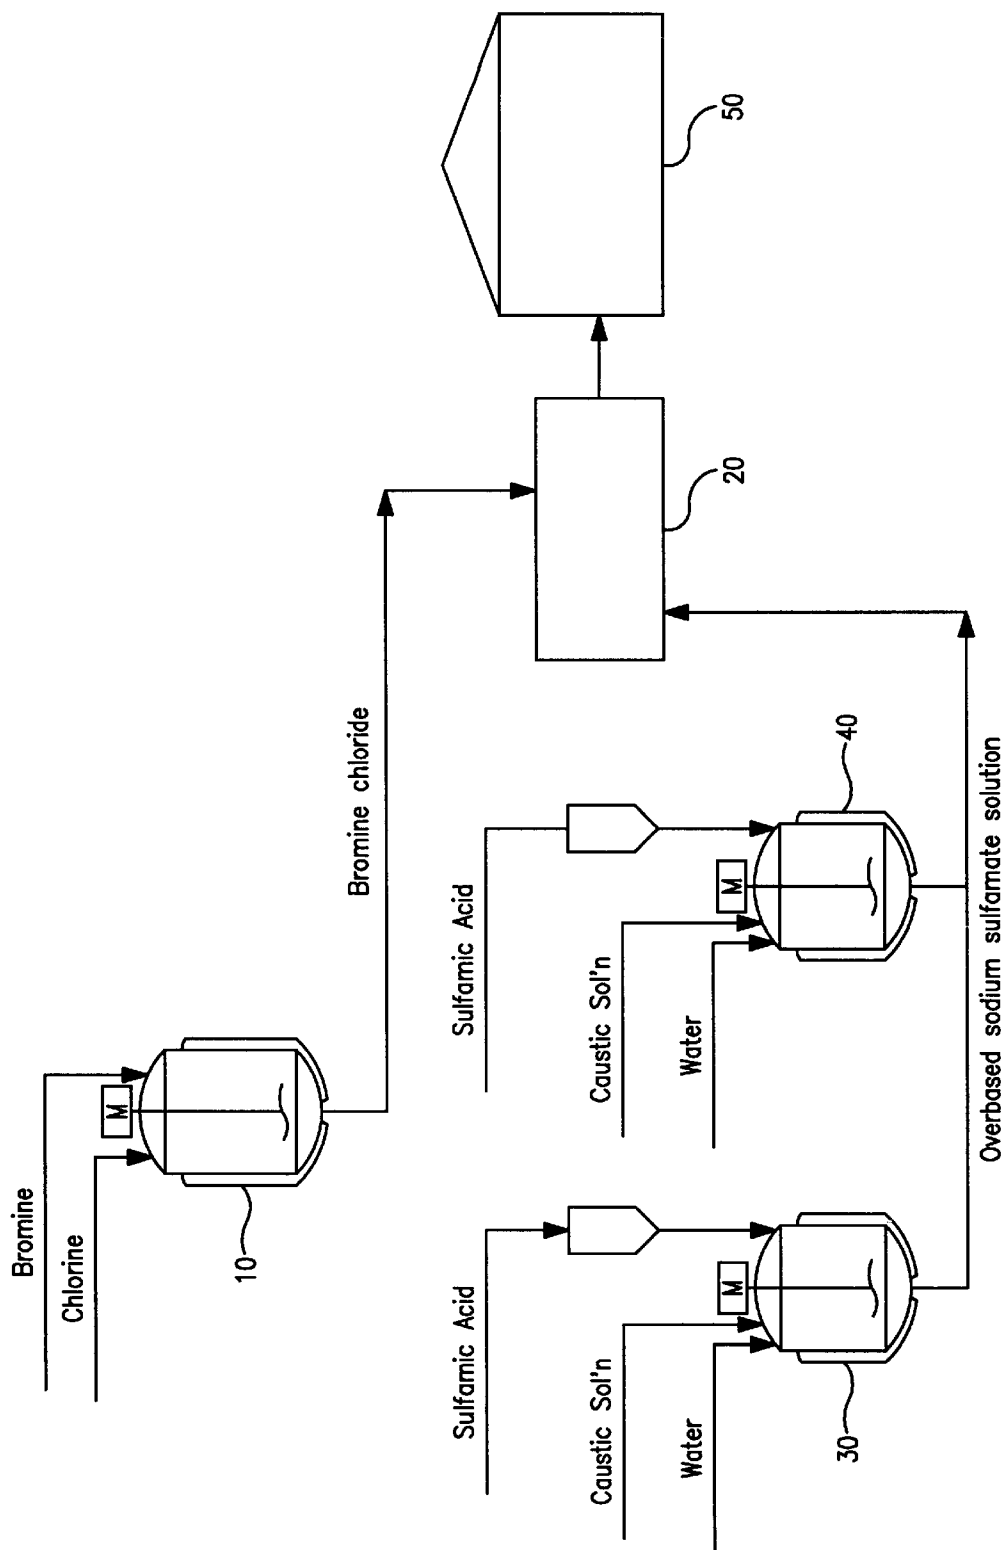 Bromine
Chlorine
M
10
Bromine chloride
Sulfamic Acid
Caustic Sol'n
Water
M
30
Sulfamic Acid
Caustic Sol'n
Water
M
40
Overbased sodium sulfamate solution
20
50